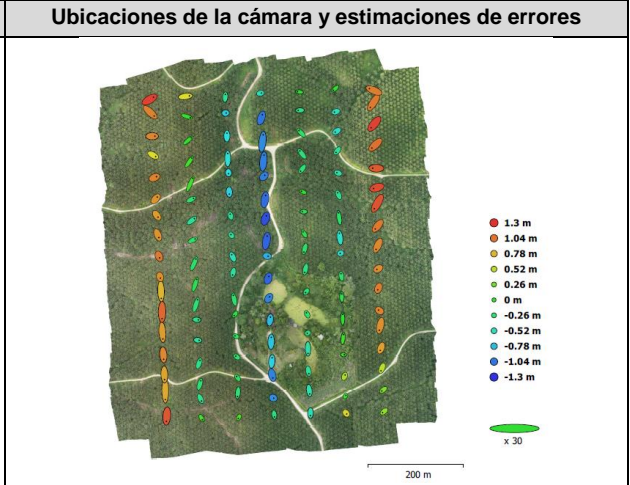 Ubicaciones de la cámara y estimaciones de errores
1.3 m
1.04 m
0.78 m
0.52 m
0.26 m
0 m
-0.26 m
-0.52 m
-0.78 m
-1.04 m
-1.3 m
x 30
200 m